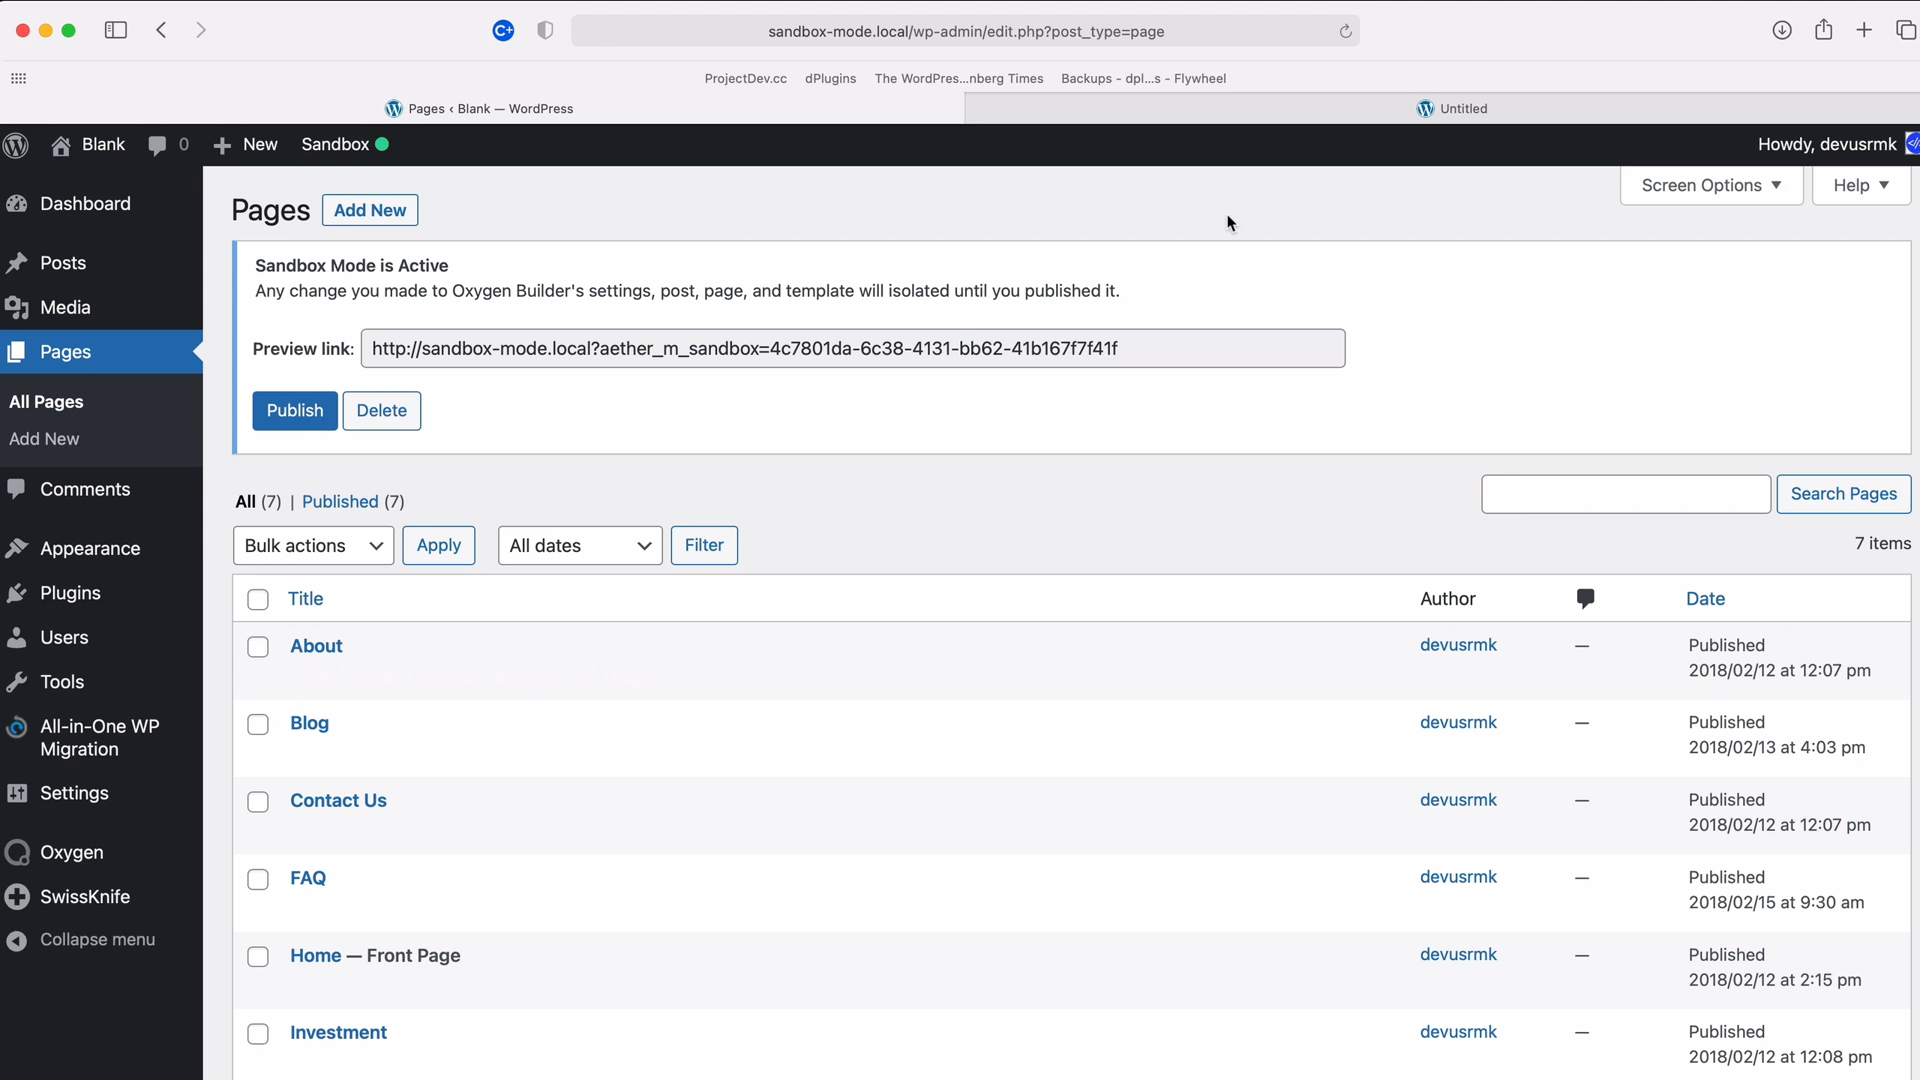 sandbox-mode.local/wp-admin/edit.php?post_type=page
ProjectDev.cc dPlugins The WordPres...nberg Times Backups - dpl...s - Flywheel
Pages ‹ Blank — WordPress
Untitled
Blank 0 New Sandbox
Howdy, devusrmk
Dashboard
Posts
Media
Pages
All Pages
Add New
Comments
Appearance
Plugins
Users
Tools
All-in-One WP
Migration
Settings
Oxygen
SwissKnife
Collapse menu
Screen Options
Help
Pages Add New
Sandbox Mode is Active
Any change you made to Oxygen Builder's settings, post, page, and template will isolated until you published it.
Preview link: http://sandbox-mode.local?aether_m_sandbox=4c7801da-6c38-4131-bb62-41b167f7f41f
Publish Delete
All (7) | Published (7)
Search Pages
Bulk actions Apply All dates Filter
7 items
Title Author Date
About devusrmk — Published
2018/02/12 at 12:07 pm
Blog devusrmk — Published
2018/02/13 at 4:03 pm
Contact Us devusrmk — Published
2018/02/12 at 12:07 pm
FAQ devusrmk — Published
2018/02/15 at 9:30 am
Home — Front Page devusrmk — Published
2018/02/12 at 2:15 pm
Investment devusrmk — Published
2018/02/12 at 12:08 pm